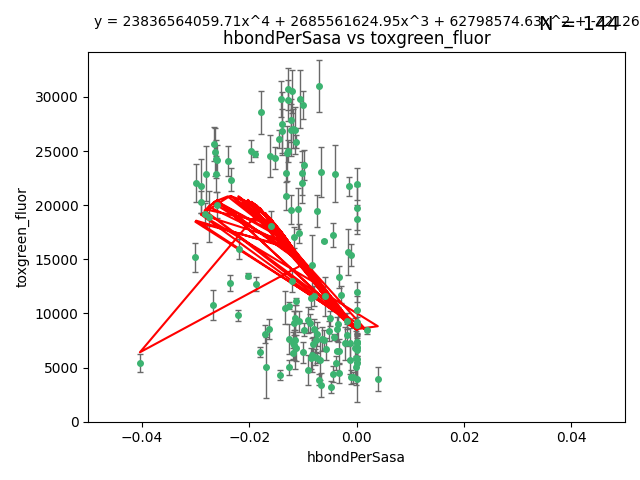 y = 23836564059.71x^4 + 2685561624.95x^3 + 62798574.63x^2 +
N = 144
hbondPerSasa vs toxgreen_fluor
30000
25000
20000
15000
10000
5000
0
toxgreen_fluor
−0.04 −0.02 0.00 0.02 0.04
hbondPerSasa